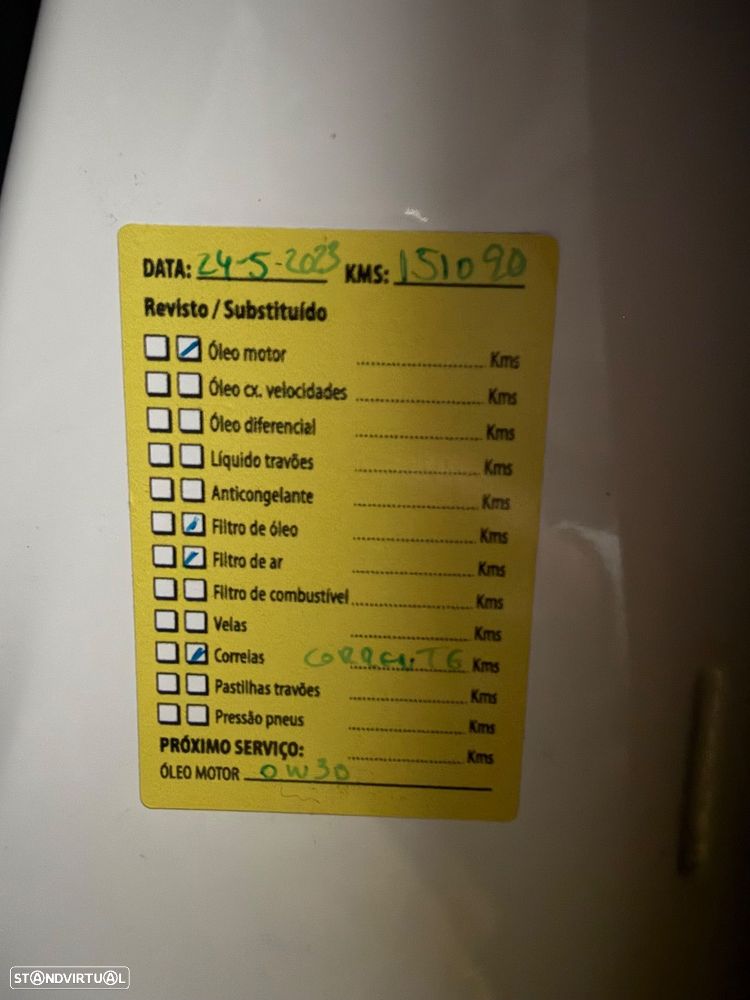 DATA: 24-5-2023 KMS: 151090
Revisto / Substituído
Óleo motor ........................ Kms
Óleo cx. velocidades ........................ Kms
Óleo diferencial ........................ Kms
Líquido travões ........................ Kms
Anticongelante ........................ Kms
Filtro de óleo ........................ Kms
Filtro de ar ........................ Kms
Filtro de combustível ........................ Kms
Velas ........................ Kms
Correias CORRENTE Kms
Pastilhas travões ........................ Kms
Pressão pneus ........................ Kms
PRÓXIMO SERVIÇO: ........................ Kms
ÓLEO MOTOR 0W30
STANDVIRTUAL